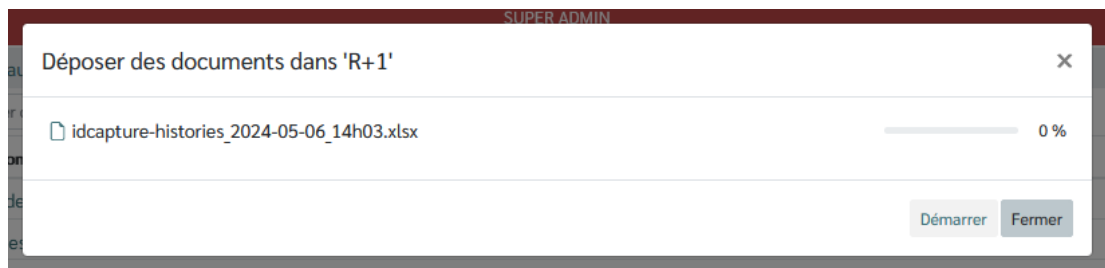 SUPER ADMIN
Déposer des documents dans 'R+1'
idcapture-histories_2024-05-06_14h03.xlsx
0 %
Démarrer
Fermer